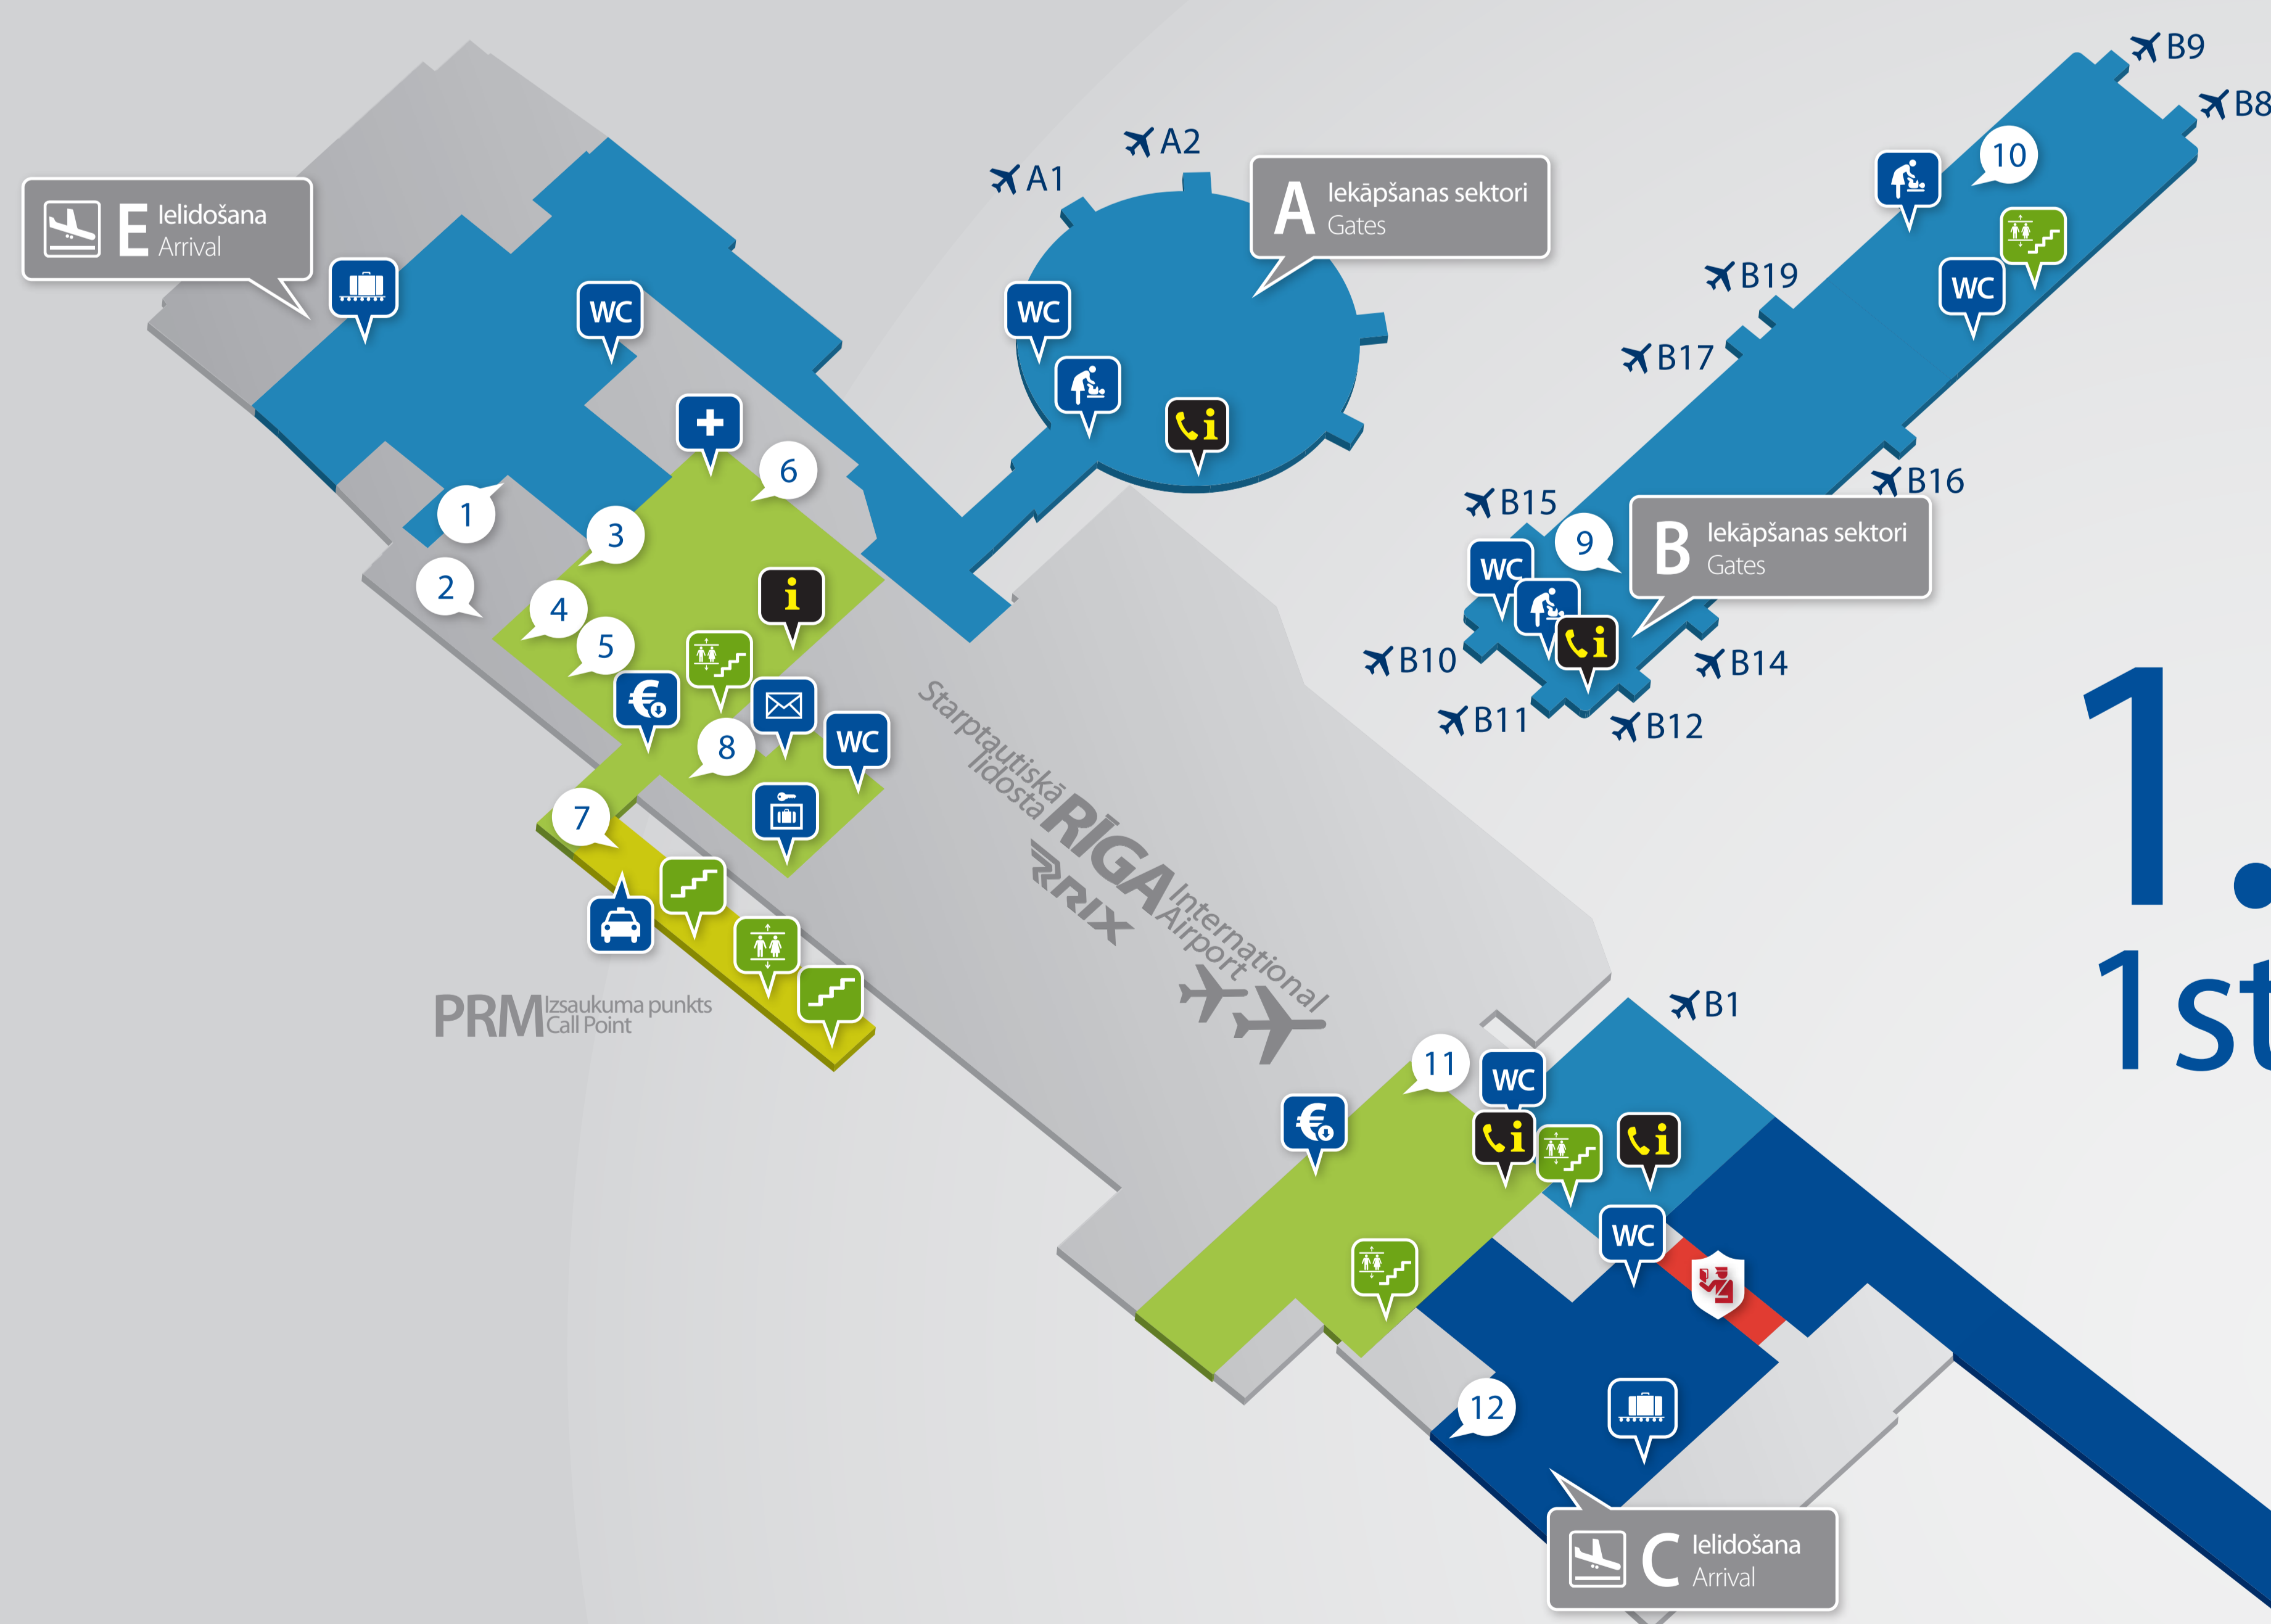 B9
B8
A2
A1
10
A Iekāpšanas sektori
Gates
E Ielidošana
Arrival
B19
WC
WC
WC
B17
6
B16
B15
1
3
9
B Iekāpšanas sektori
Gates
WC
2
i
4
i
5
i
B10
B14
B11
B12
8
WC
Starptautiskā
lidosta
RĪGA
International
Airport
RIX
7
1.
1st
PRM Izsaukuma punkts
Call Point
B1
11
WC
i
i
WC
12
C Ielidošana
Arrival